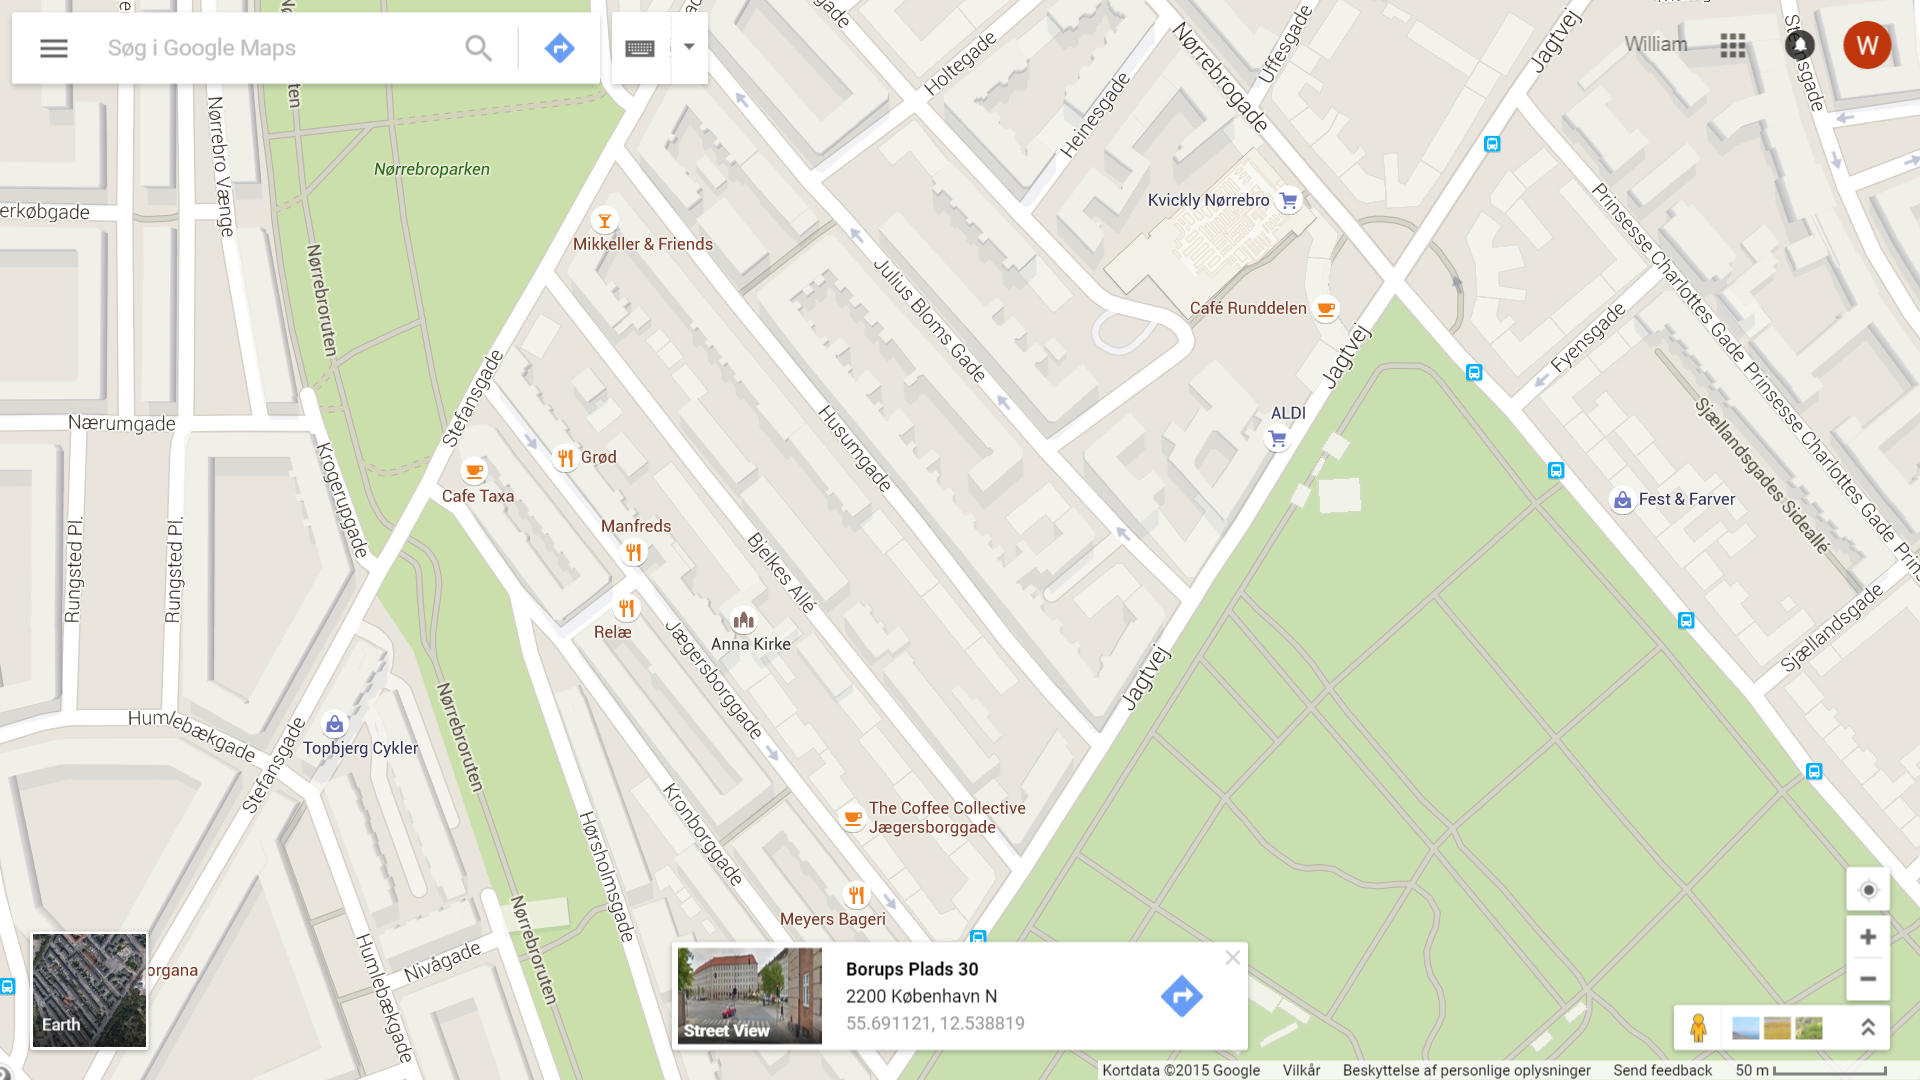 Søg i Google Maps
William
W
Holtegade
Uffesgade
Jagtvej
Nørrebrogade
Heinesgade
Nørrebro Vænge
Nørrebroparken
erkøbgade
Kvickly Nørrebro
Prinsesse Charlottes Gade
Prinsesse Charlottes Gade
Mikkeller & Friends
Nørrebroruten
Julius Bloms Gade
Café Runddelen
Jagtvej
Fyensgade
Stefansgade
Nærumgade
Husumgade
ALDI
Sjællandsgades Sideallé
Krogerupgade
Grød
Cafe Taxa
Fest & Farver
Manfreds
Rungsted Pl.
Rungsted Pl.
Bjelkes Allé
Relæ
Anna Kirke
Jægersborggade
Jagtvej
Sjællandsgade
Humlebækgade
Nørrebroruten
Topbjerg Cykler
Stefansgade
Kronborggade
Hørsholmsgade
The Coffee Collective
Jægersborggade
Meyers Bageri
Nørrebroruten
Nivågade
Humlebækgade
organa
Earth
Street View
Borups Plads 30
2200 København N
55.691121, 12.538819
Kortdata ©2015 Google
Vilkår
Beskyttelse af personlige oplysninger
Send feedback
50 m